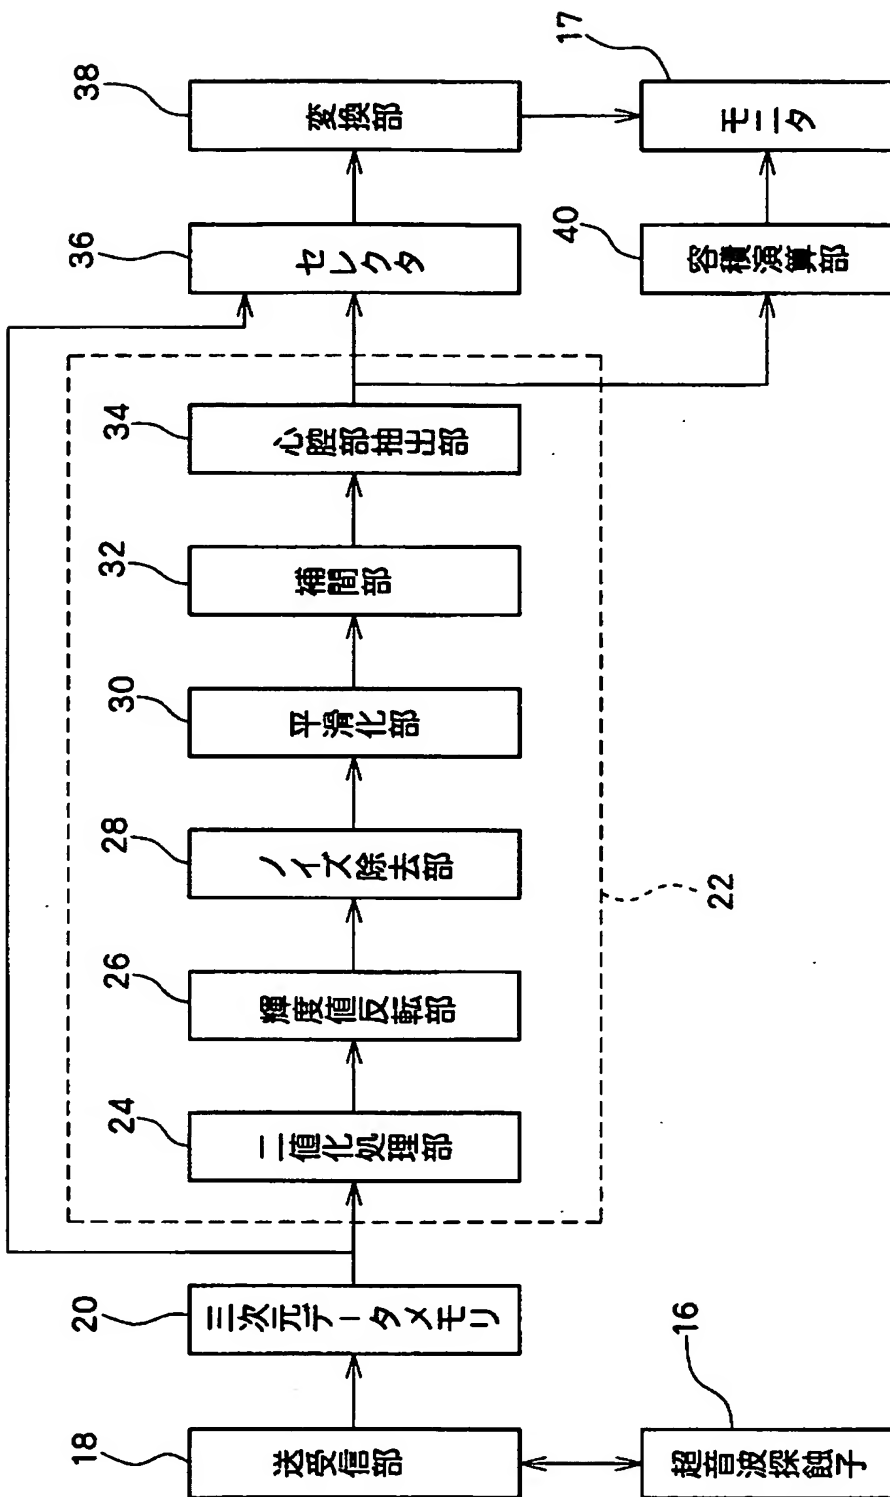 18
送受信部
20
三次元データメモリ
24
二値化処理部
26
輝度値反転部
28
ノイズ除去部
30
平滑化部
32
補間部
34
心腔部抽出部
36
セレクタ
38
変換部
16
超音波探蝕子
22
40
容積演算部
17
モニタ